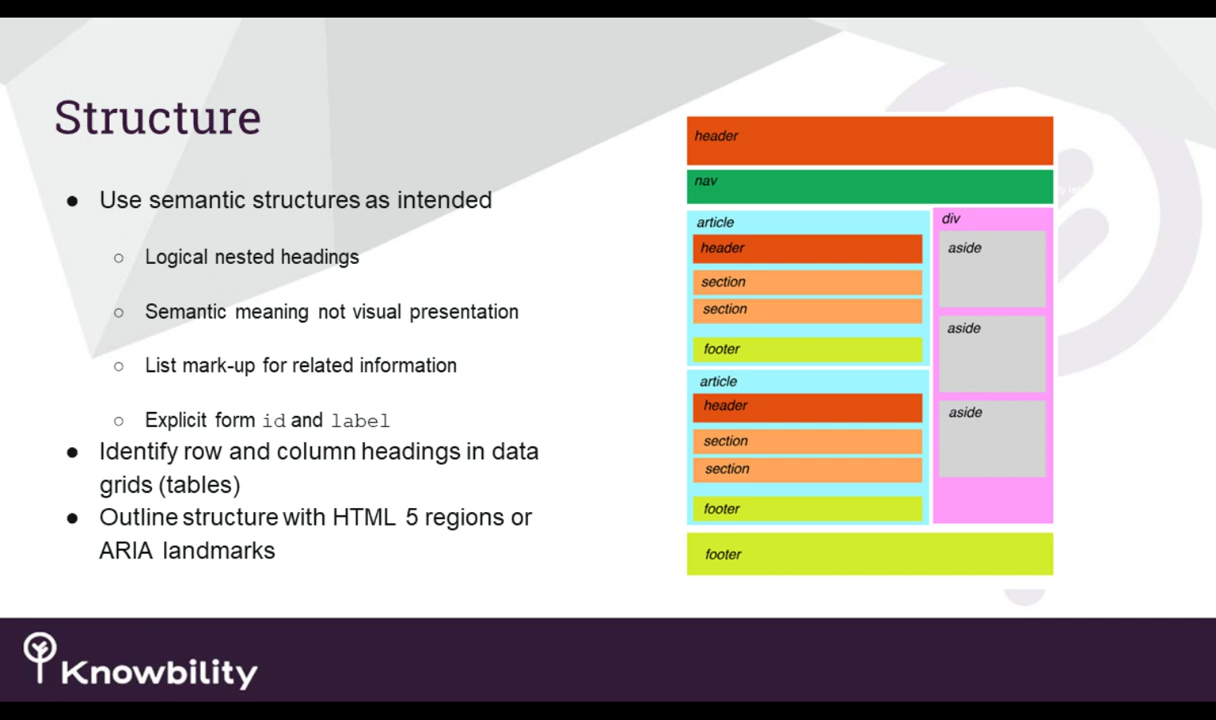 Structure
● Use semantic structures as intended
○ Logical nested headings
○ Semantic meaning not visual presentation
○ List mark-up for related information
○ Explicit form id and label
● Identify row and column headings in data
grids (tables)
● Outline structure with HTML 5 regions or
ARIA landmarks
header
nav
article
header
section
section
footer
article
header
section
section
footer
div
aside
aside
aside
footer
Knowbility